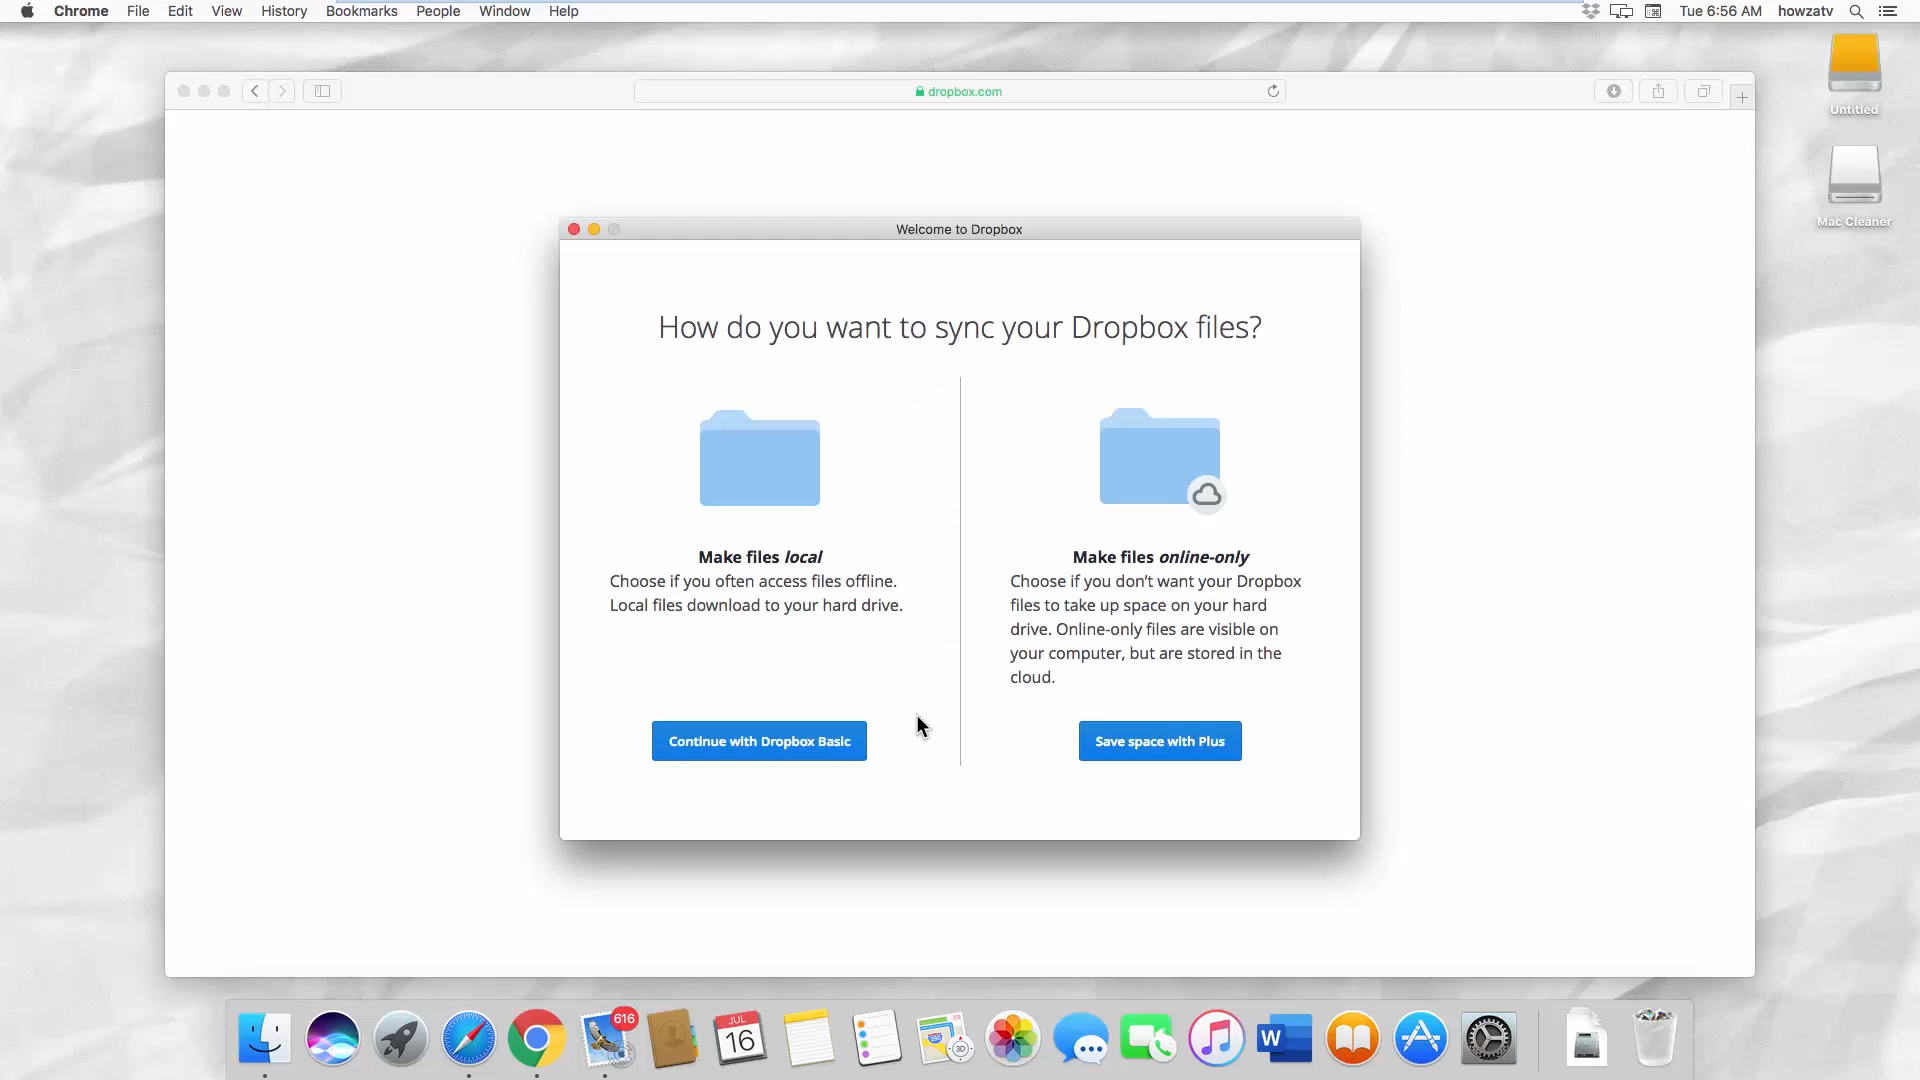 Chrome File Edit View History Bookmarks People Window Help
Tue 6:56 AM howzatv
dropbox.com
Untitled
Mac Cleaner
Welcome to Dropbox
How do you want to sync your Dropbox files?
Make files local
Choose if you often access files offline.
Local files download to your hard drive.
Continue with Dropbox Basic
Make files online-only
Choose if you don’t want your Dropbox
files to take up space on your hard
drive. Online-only files are visible on
your computer, but are stored in the
cloud.
Save space with Plus
616
JUL
16
3D
W